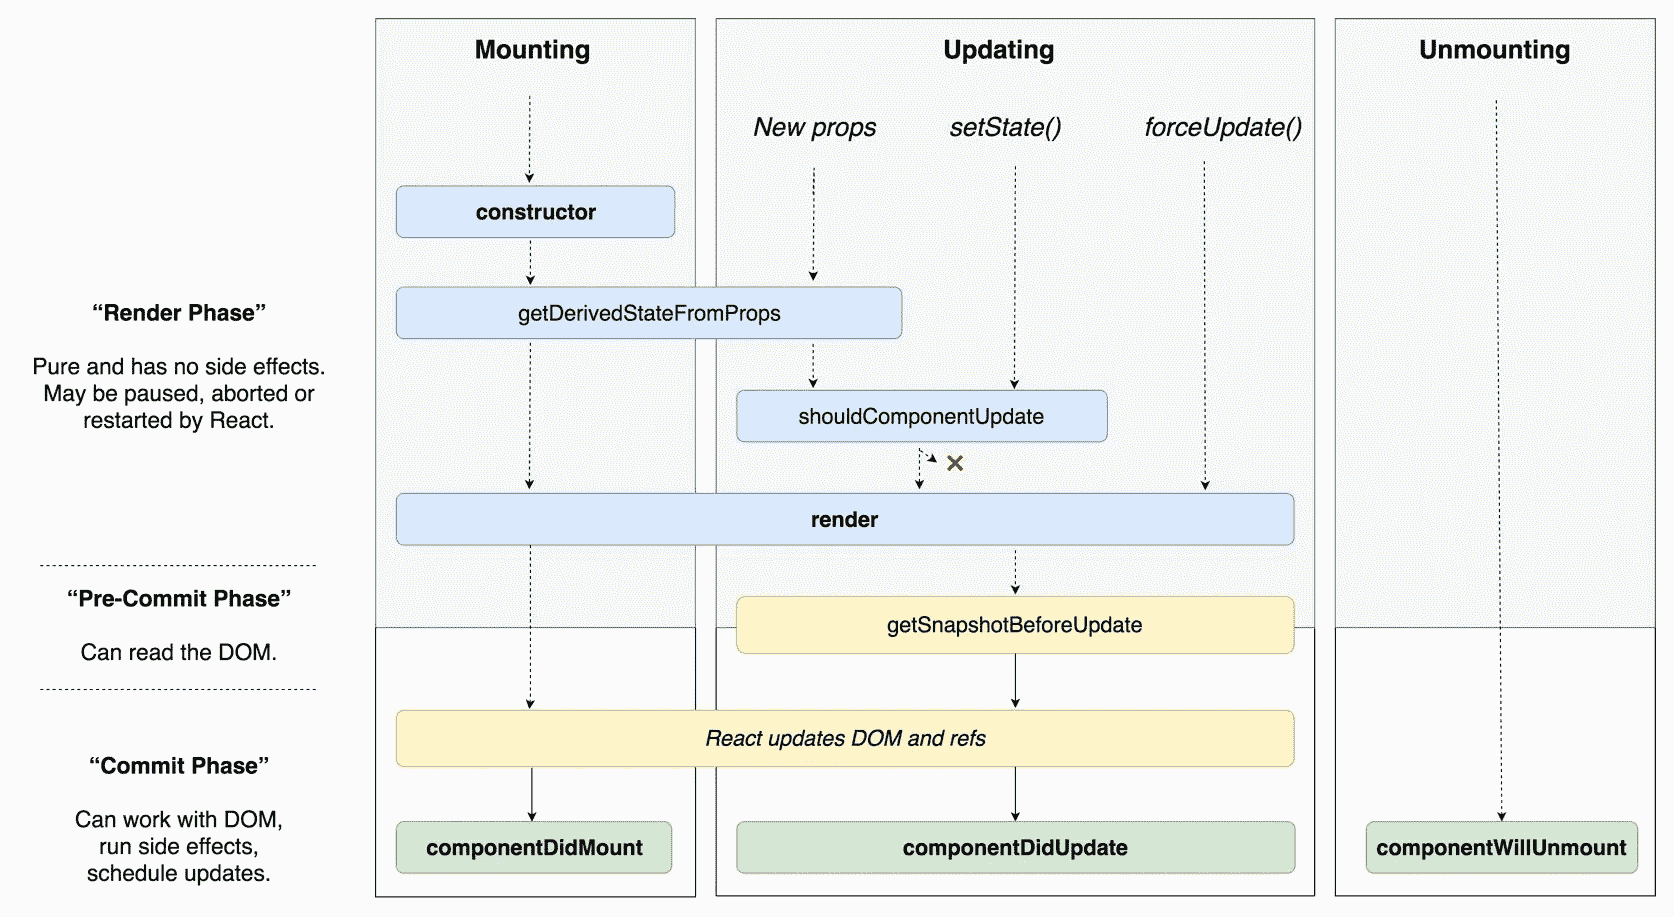 Mounting
Updating
Unmounting
New props
setState()
forceUpdate()
constructor
“Render Phase”
getDerivedStateFromProps
Pure and has no side effects.
May be paused, aborted or
restarted by React.
shouldComponentUpdate
render
“Pre-Commit Phase”
getSnapshotBeforeUpdate
Can read the DOM.
React updates DOM and refs
“Commit Phase”
Can work with DOM,
run side effects,
schedule updates.
componentDidMount
componentDidUpdate
componentWillUnmount